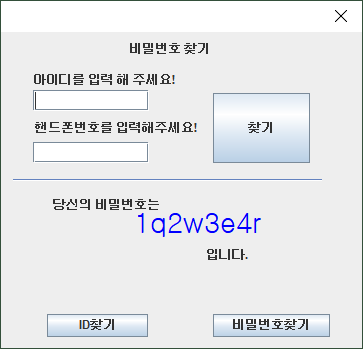 비밀번호 찾기
아이디를 입력 해 주세요!
핸드폰번호를 입력해주세요!
찾기
당신의 비밀번호는
1q2w3e4r
입니다.
ID찾기
비밀번호찾기